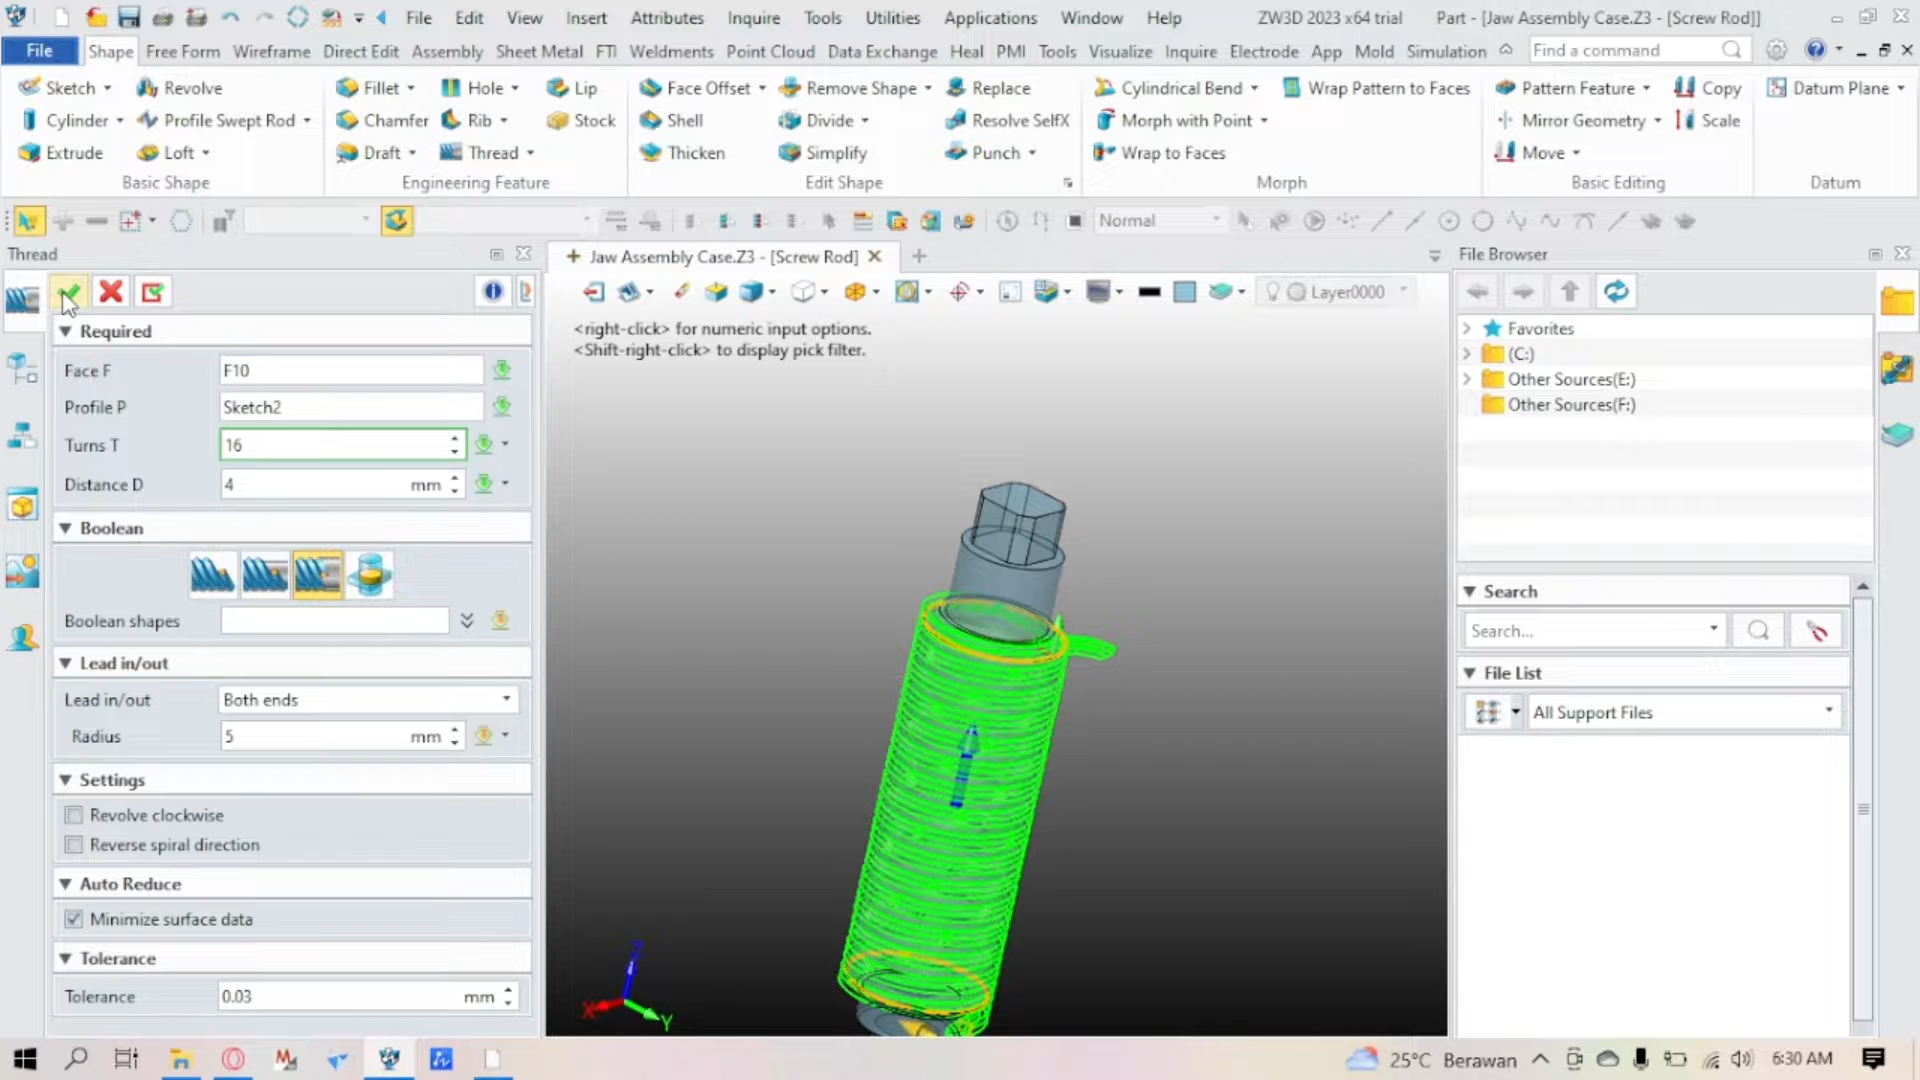 File Edit View Insert Attributes Inquire Tools Utilities Applications Window Help ZW3D 2023 x64 trial Part - [Jaw Assembly Case.Z3 - [Screw Rod]]
File Shape Free Form Wireframe Direct Edit Assembly Sheet Metal FTI Weldments Point Cloud Data Exchange Heal PMI Tools Visualize Inquire Electrode App Mold Simulation Find a command
Sketch Revolve Fillet Hole Lip Face Offset Remove Shape Replace Cylindrical Bend Wrap Pattern to Faces Pattern Feature Copy Datum Plane
Cylinder Profile Swept Rod Chamfer Rib Stock Shell Divide Resolve SelfX Morph with Point Mirror Geometry Scale
Extrude Loft Draft Thread Thicken Simplify Punch Wrap to Faces Move
Basic Shape Engineering Feature Edit Shape Morph Basic Editing Datum
Normal
Thread Jaw Assembly Case.Z3 - [Screw Rod] File Browser
Layer0000
Required
Face F F10
Profile P Sketch2
Turns T 16
Distance D 4 mm
Boolean
Boolean shapes
Lead in/out
Lead in/out Both ends
Radius 5 mm
Settings
Revolve clockwise
Reverse spiral direction
Auto Reduce
Minimize surface data
Tolerance
Tolerance 0.03 mm
<right-click> for numeric input options.
<Shift-right-click> to display pick filter.
X Y
Favorites
(C:)
Other Sources(E:)
Other Sources(F:)
Search
Search...
File List
All Support Files
25°C Berawan 6:30 AM